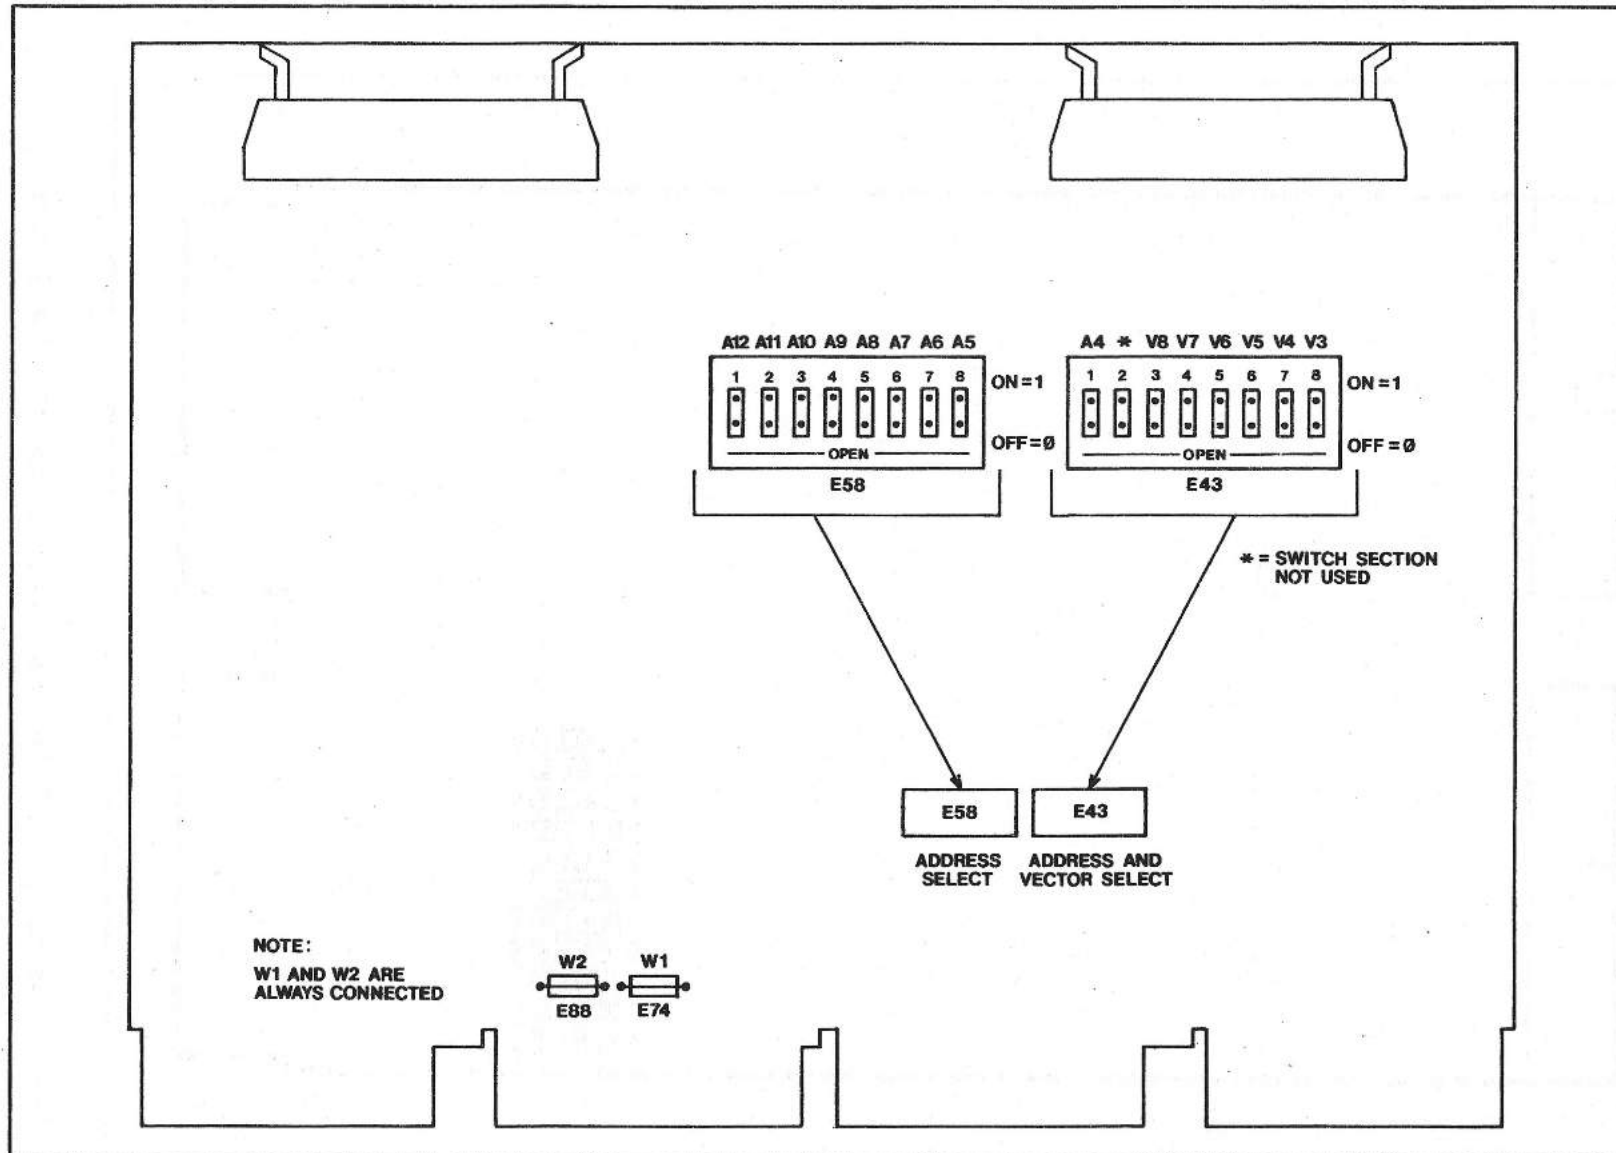 A12 A11 A10 A9 A8 A7 A6 A5
1 2 3 4 5 6 7 8
ON = 1
OFF = Ø
OPEN
E58
A4 * V8 V7 V6 V5 V4 V3
1 2 3 4 5 6 7 8
ON = 1
OFF = Ø
OPEN
E43
* = SWITCH SECTION
NOT USED
E58
ADDRESS
SELECT
E43
ADDRESS AND
VECTOR SELECT
NOTE:
W1 AND W2 ARE
ALWAYS CONNECTED
W2
E88
W1
E74